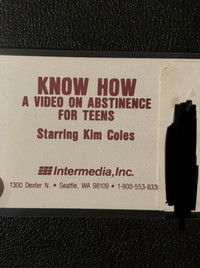 KNOW HOW
A VIDEO ON ABSTINENCE
FOR TEENS
Starring Kim Coles
Intermedia, Inc.
1300 Dexter N. • Seattle, WA 98109 •